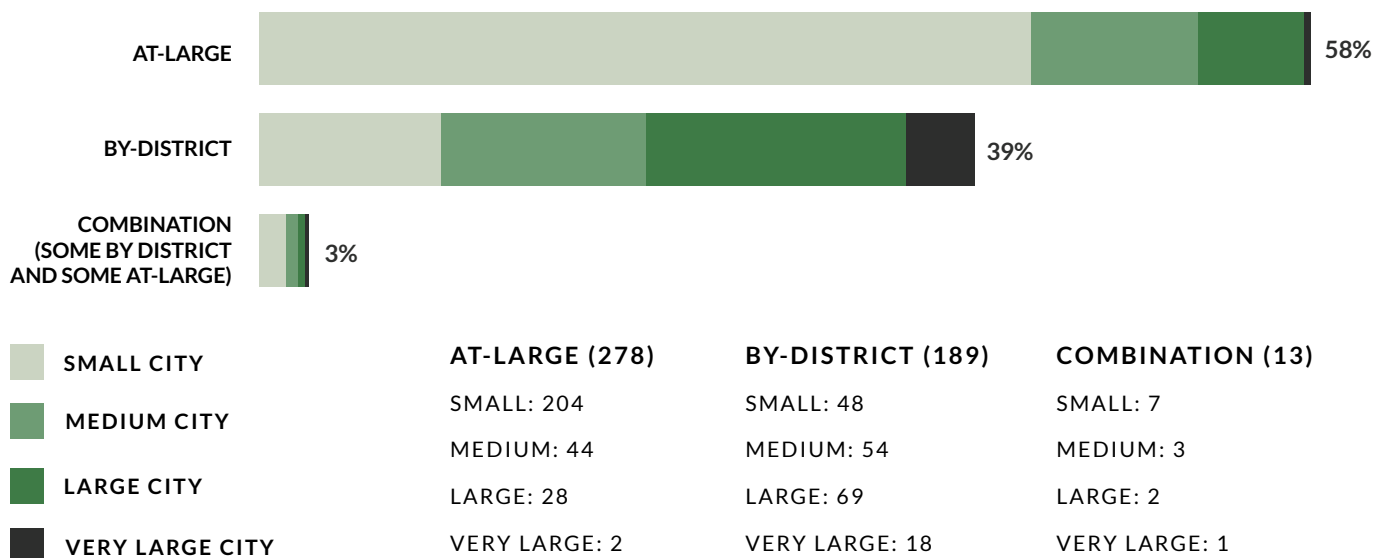 AT-LARGE
58%
BY-DISTRICT
39%
COMBINATION
(SOME BY DISTRICT
AND SOME AT-LARGE)
3%
SMALL CITY
MEDIUM CITY
LARGE CITY
VERY LARGE CITY
AT-LARGE (278)
SMALL: 204
MEDIUM: 44
LARGE: 28
VERY LARGE: 2
BY-DISTRICT (189)
SMALL: 48
MEDIUM: 54
LARGE: 69
VERY LARGE: 18
COMBINATION (13)
SMALL: 7
MEDIUM: 3
LARGE: 2
VERY LARGE: 1